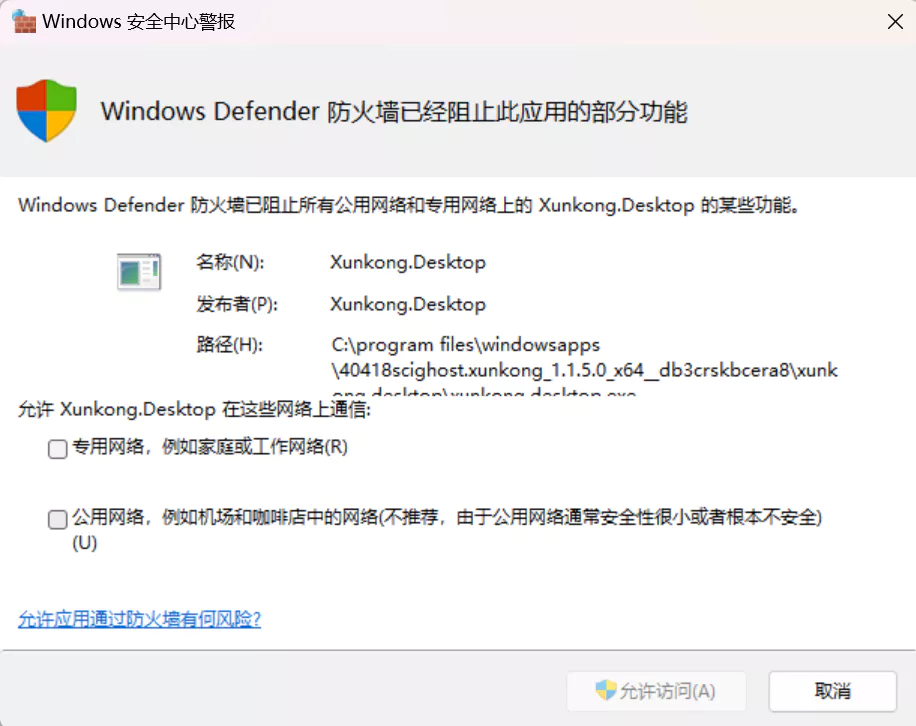 Windows 安全中心警报
Windows Defender 防火墙已经阻止此应用的部分功能
Windows Defender 防火墙已阻止所有公用网络和专用网络上的 Xunkong.Desktop 的某些功能。
名称(N): Xunkong.Desktop
发布者(P): Xunkong.Desktop
路径(H): C:\program files\windowsapps
\40418scighost.xunkong_1.1.5.0_x64__db3crskbcera8\xunk
ong.desktop\xunkong.desktop.exe
允许 Xunkong.Desktop 在这些网络上通信:
专用网络，例如家庭或工作网络(R)
公用网络，例如机场和咖啡店中的网络(不推荐，由于公用网络通常安全性很小或者根本不安全)
(U)
允许应用通过防火墙有何风险?
允许访问(A) 取消